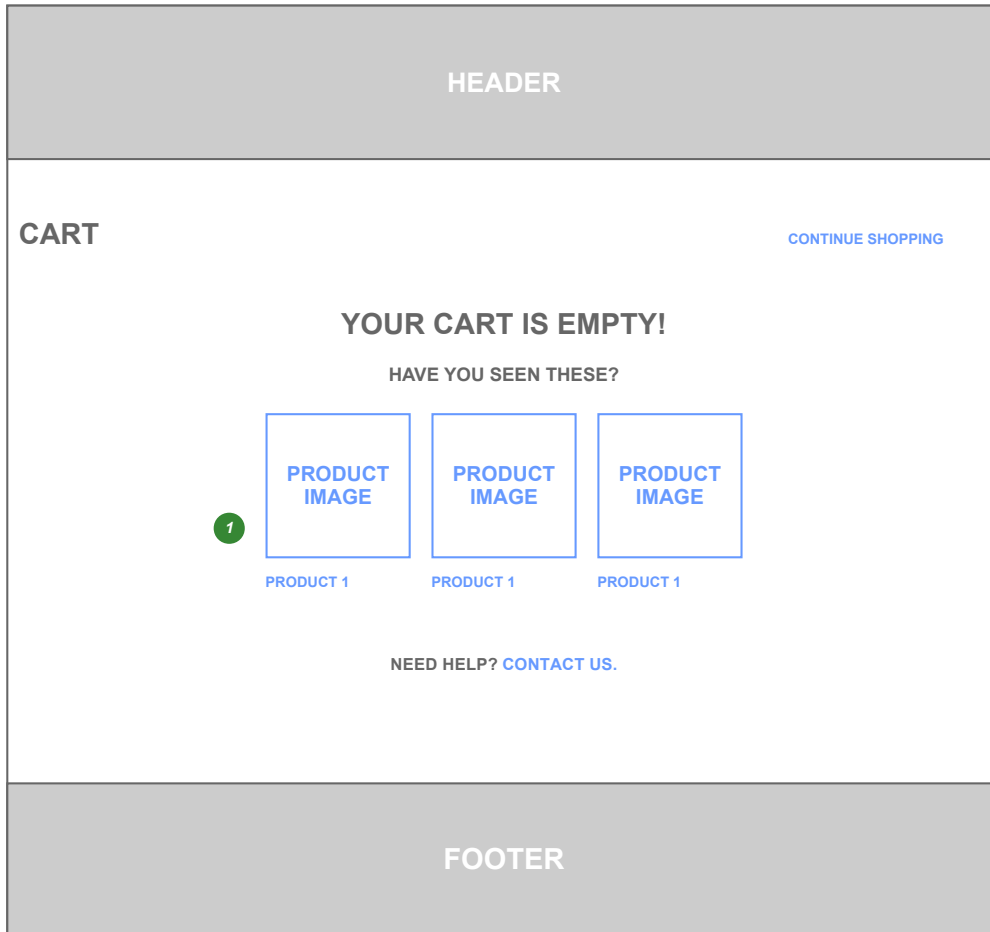 HEADER
CART
CONTINUE SHOPPING
YOUR CART IS EMPTY!
HAVE YOU SEEN THESE?
PRODUCT
IMAGE
PRODUCT
IMAGE
PRODUCT
IMAGE
1
PRODUCT 1
PRODUCT 1
PRODUCT 1
NEED HELP? CONTACT US.
FOOTER